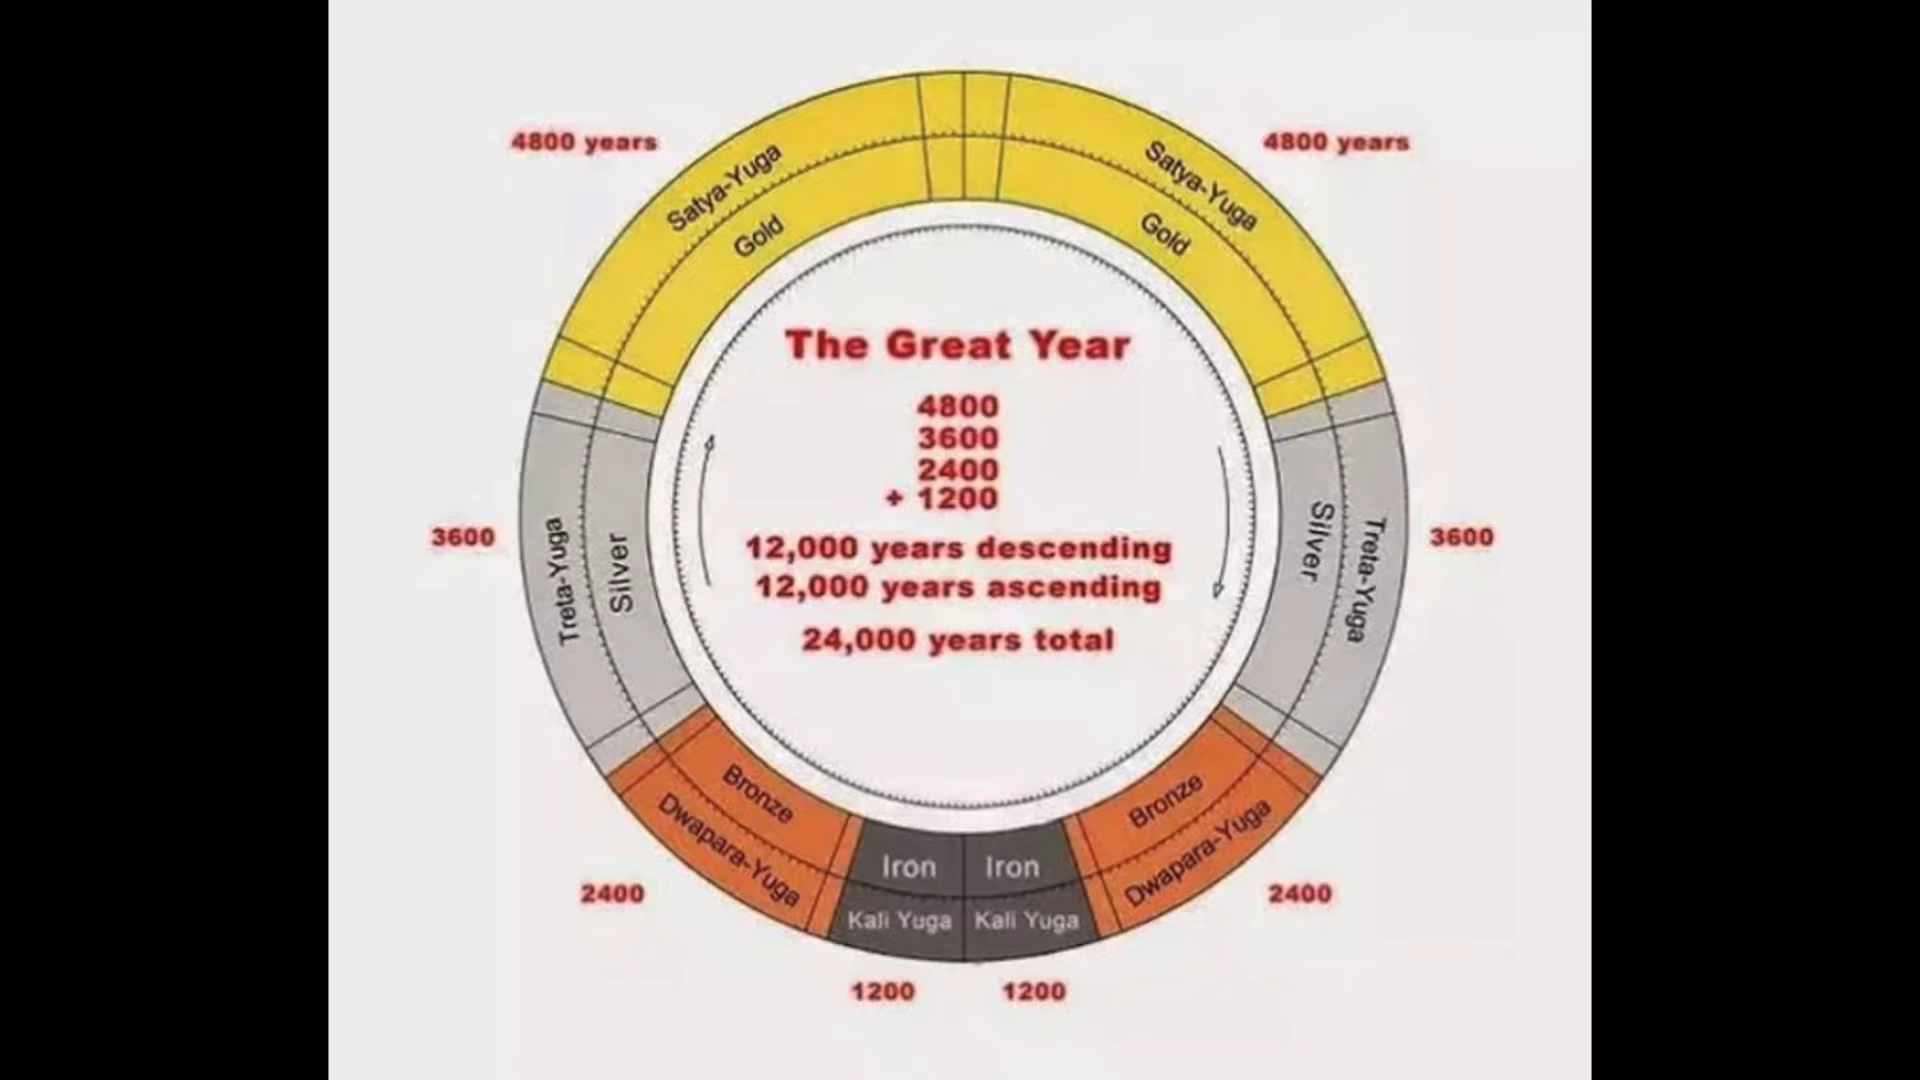 4800 years
4800 years
Satya-Yuga
Gold
Satya-Yuga
Gold
The Great Year
4800
3600
2400
+ 1200
12,000 years descending
12,000 years ascending
24,000 years total
3600
Treta-Yuga
Silver
Silver
Treta-Yuga
3600
Bronze
Dwapara-Yuga
Bronze
Dwapara-Yuga
Iron
Iron
Kali Yuga
Kali Yuga
2400
2400
1200
1200